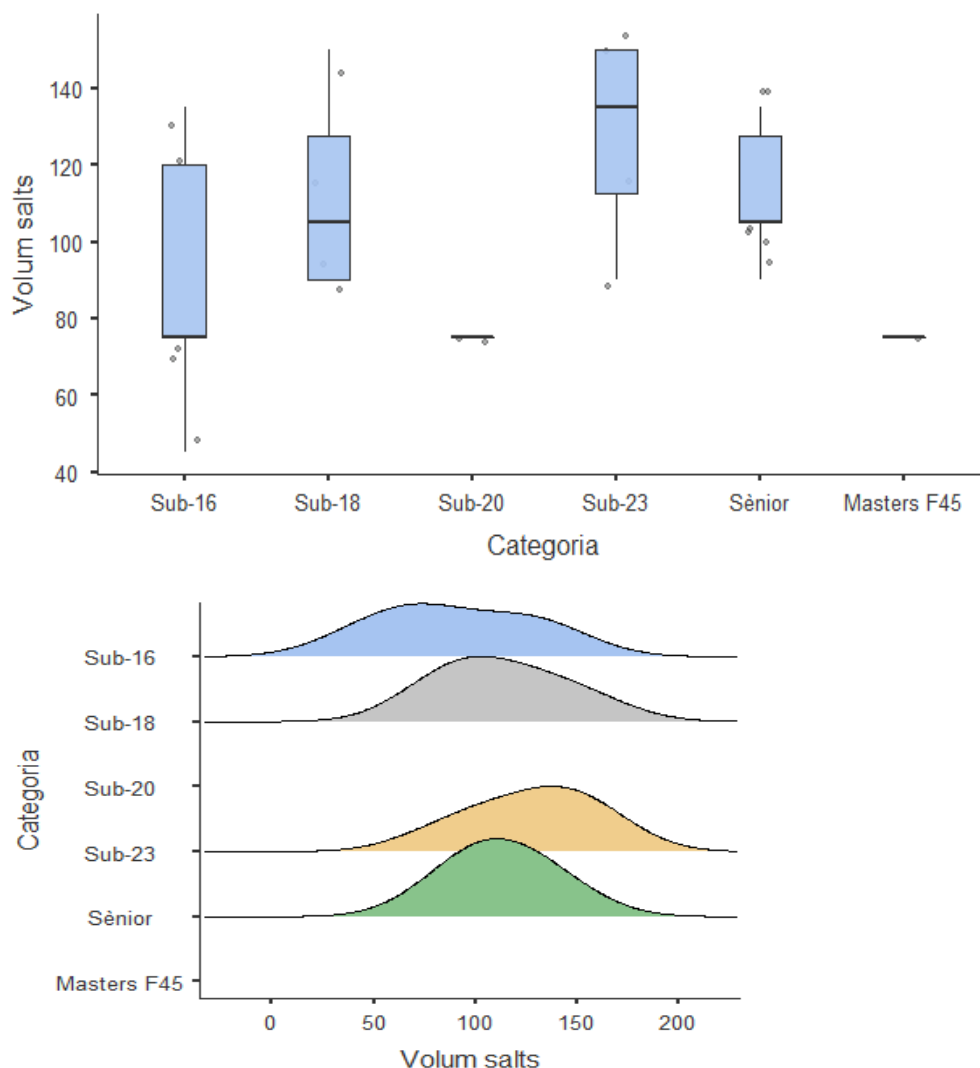 140
120
100
80
60
40
Volum salts
Sub-16 Sub-18 Sub-20 Sub-23 Sènior Masters F45
Categoria
Sub-16
Sub-18
Sub-20
Sub-23
Sènior
Masters F45
Categoria
0 50 100 150 200
Volum salts